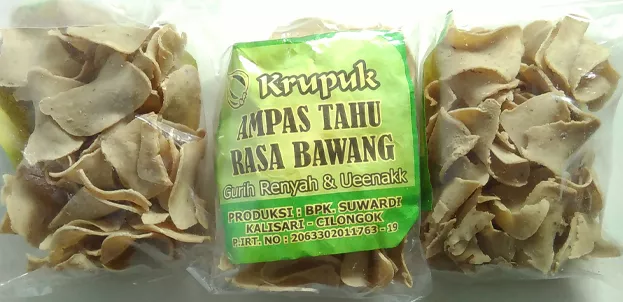 Krupuk
AMPAS TAHU
RASA BAWANG
Gurih Renyah & Ueenakk
PRODUKSI : BPK. SUWARDI
KALISARI - CILONGOK
P.IRT. NO : 2063302011763 - 19